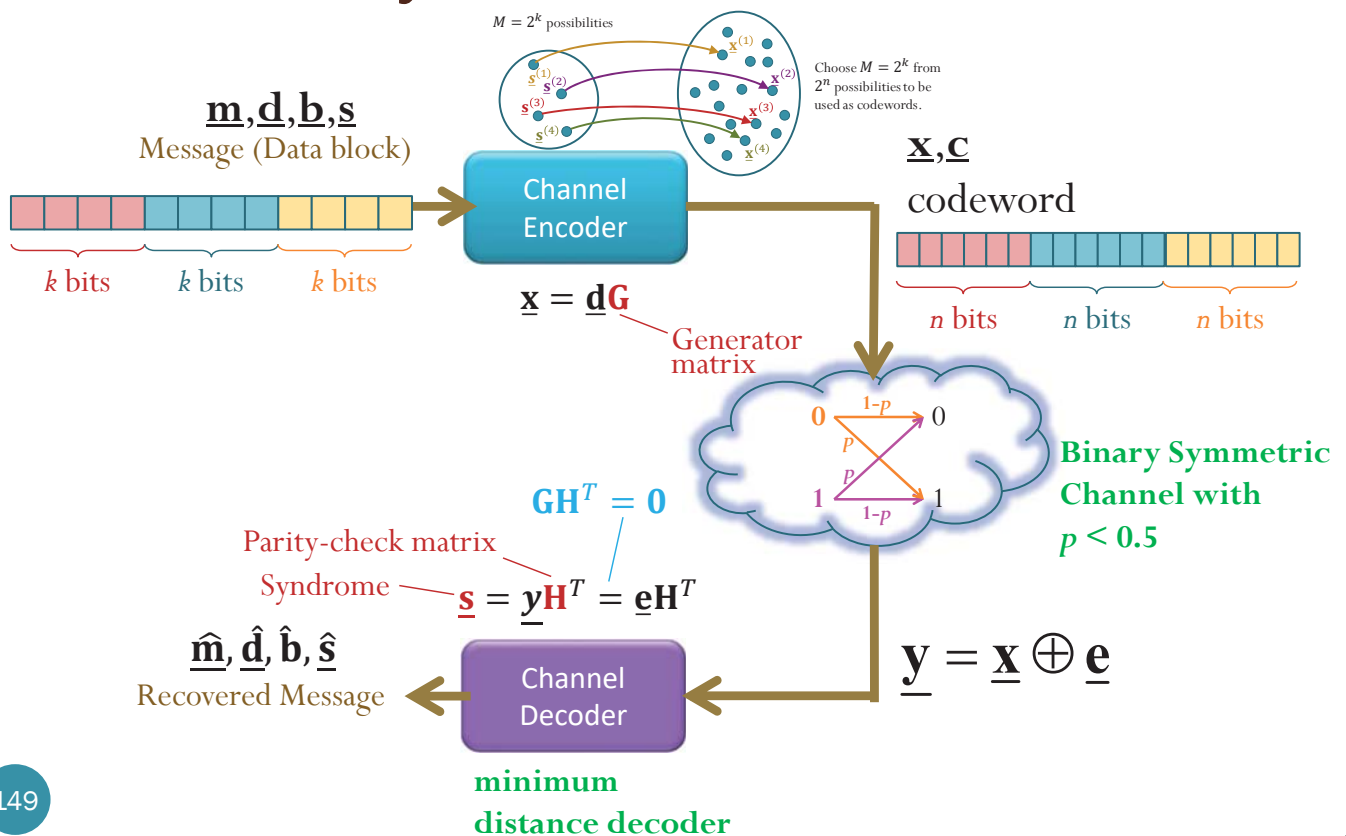 M = 2^k possibilities
x^(1)
s^(1)
s^(2)
x^(2)
s^(3)
x^(3)
s^(4)
x^(4)
Choose M = 2^k from
2^n possibilities to be
used as codewords.
m,d,b,s
Message (Data block)
k bits
k bits
k bits
Channel
Encoder
x = dG
Generator
matrix
x,c
codeword
n bits
n bits
n bits
0
1-p
0
p
p
1
1-p
1
Binary Symmetric
Channel with
p < 0.5
GH^T = 0
Parity-check matrix
Syndrome
s = yH^T = eH^T
m̂, d̂, b̂, ŝ
Recovered Message
Channel
Decoder
y = x ⊕ e
minimum
distance decoder
149